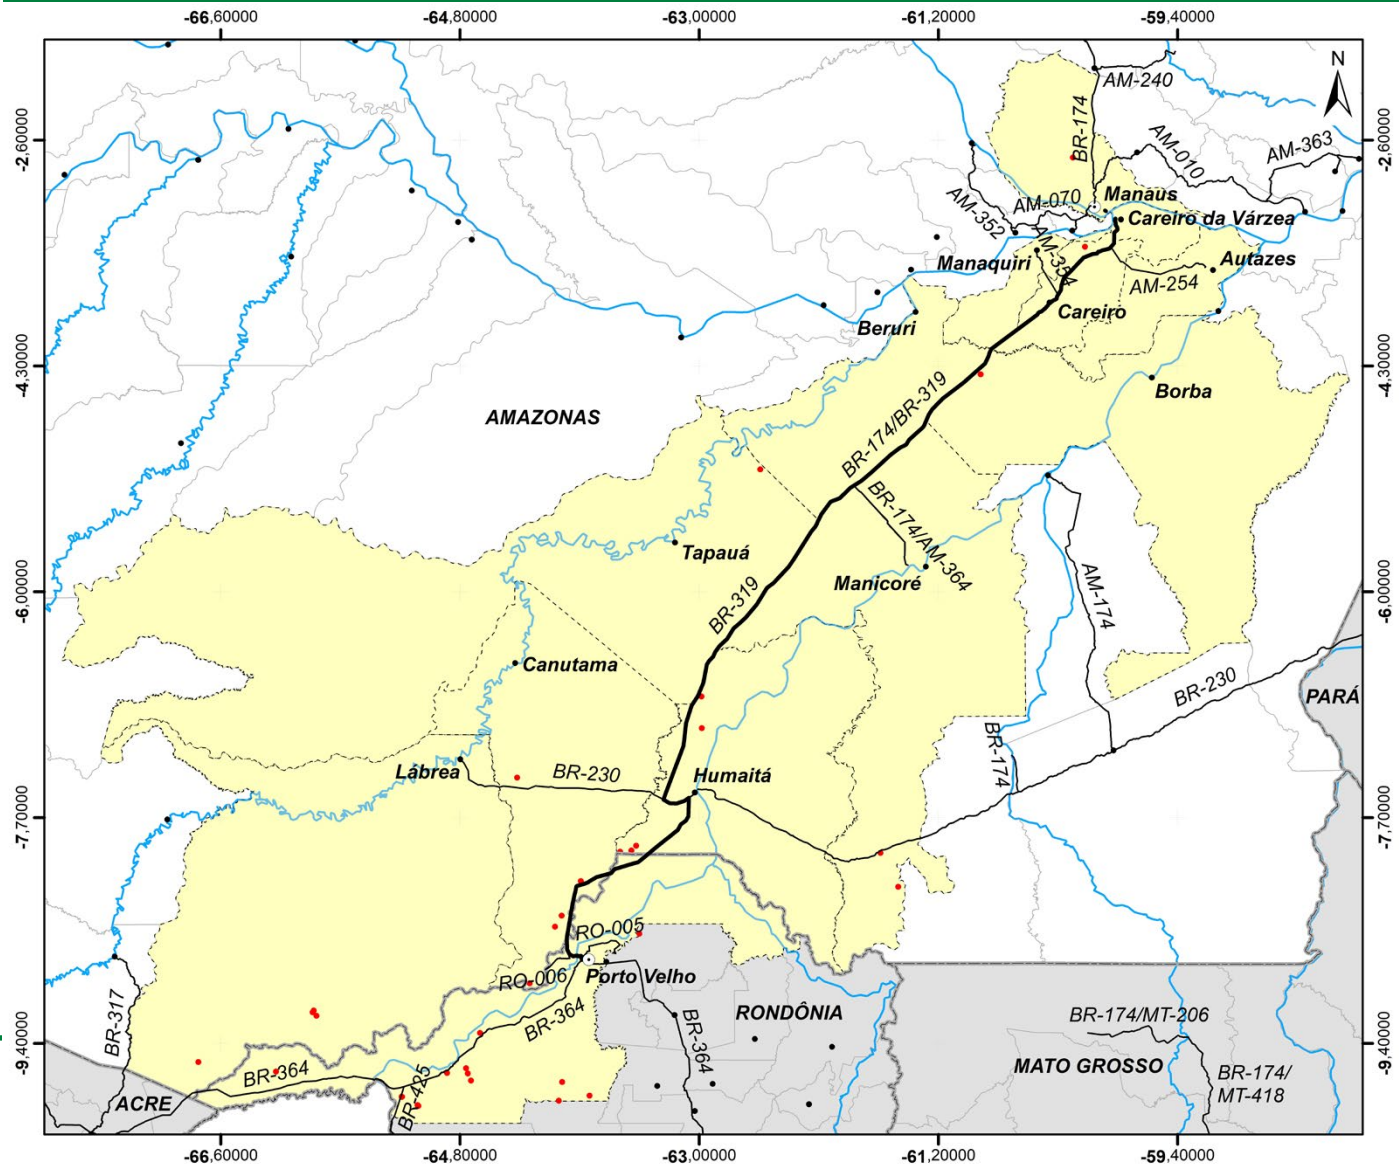 -66,60000
-64,80000
-63,00000
-61,20000
-59,40000
N
AM-240
BR-174
-2,60000
-2,60000
AM-010
AM-363
AM-070
Manaus
AM-352
Careiro da Várzea
AM-354
Manaquiri
Autazes
AM-254
Beruri
Careiro
-4,30000
-4,30000
Borba
AMAZONAS
BR-174/BR-319
BR-174/AM-364
Tapauá
Manicoré
AM-174
-6,00000
-6,00000
BR-319
Canutama
BR-230
PARÁ
BR-174
Lábrea
BR-230
Humaitá
-7,70000
-7,70000
RO-005
RO-006
Porto Velho
BR-317
BR-364
BR-364
RONDÔNIA
BR-174/MT-206
-9,40000
-9,40000
MATO GROSSO
BR-364
BR-425
BR-174/
MT-418
ACRE
-66,60000
-64,80000
-63,00000
-61,20000
-59,40000